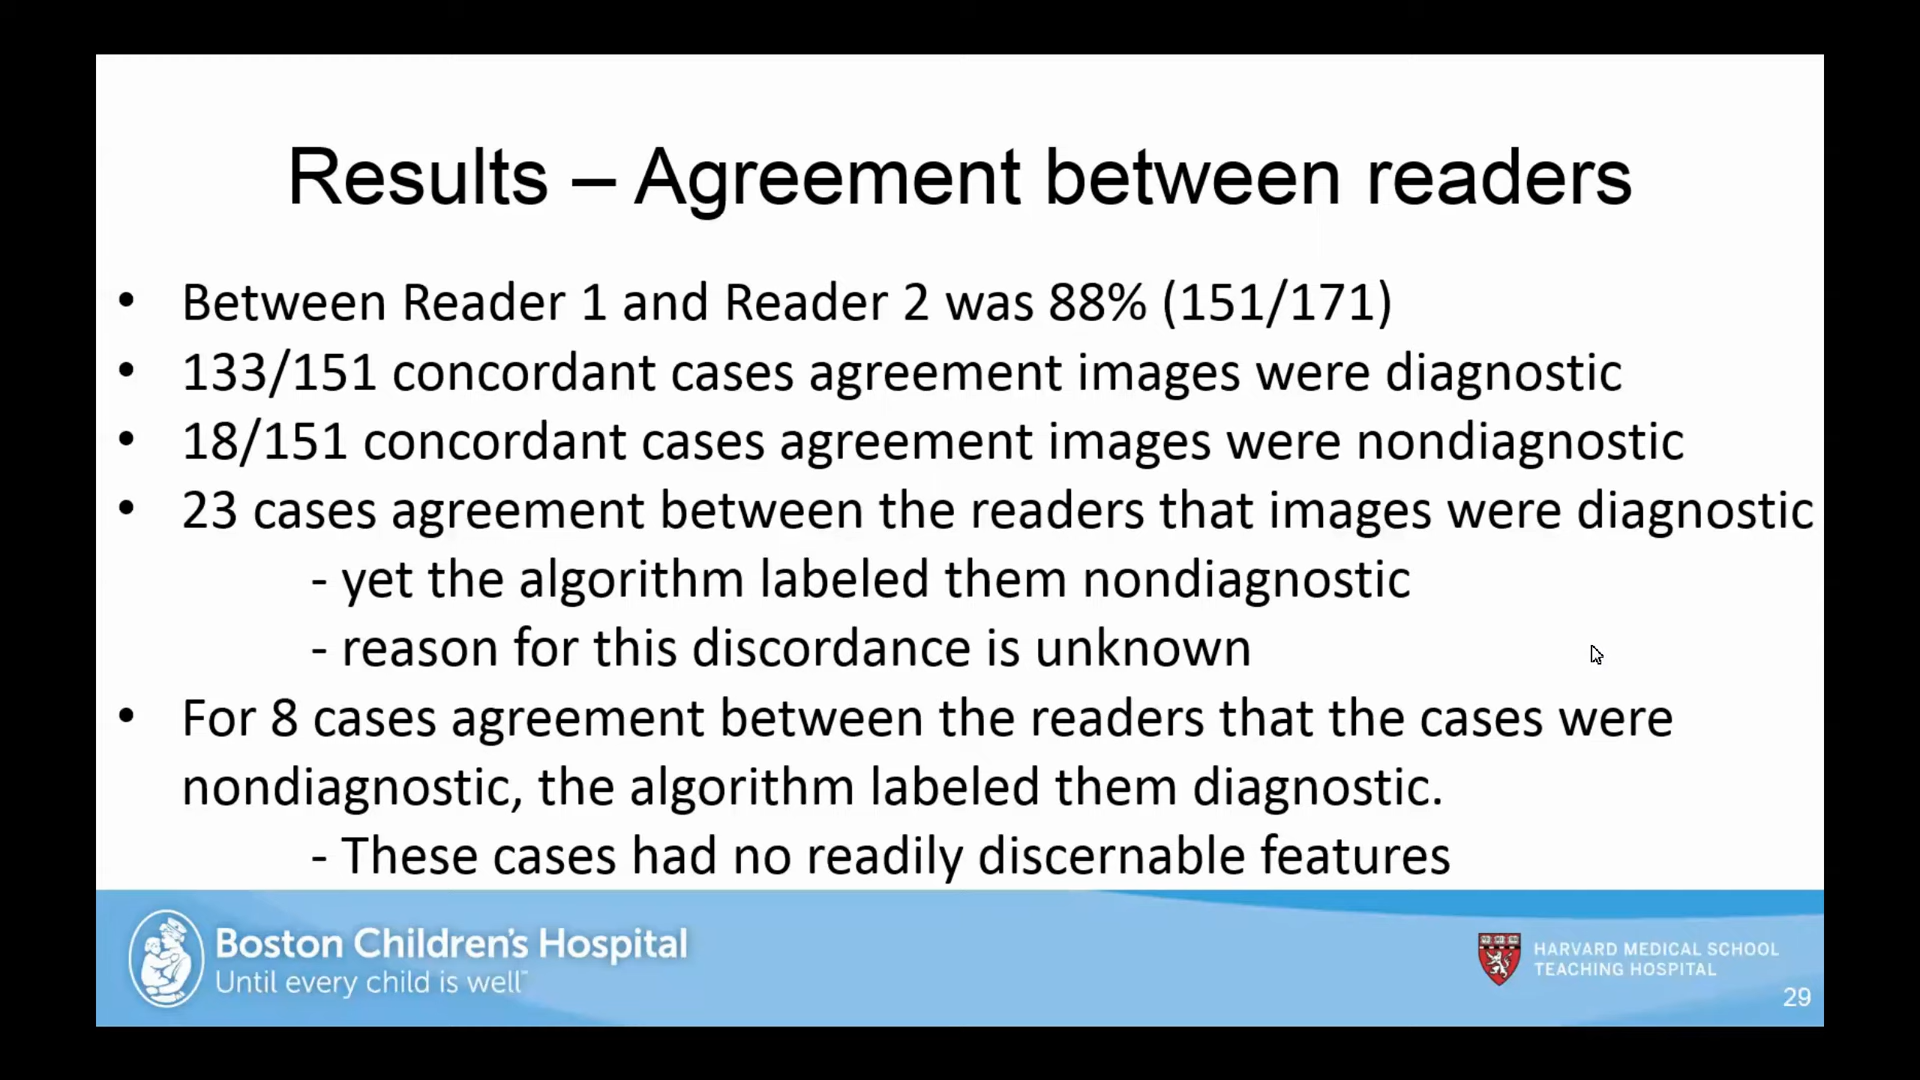 Results – Agreement between readers
• Between Reader 1 and Reader 2 was 88% (151/171)
• 133/151 concordant cases agreement images were diagnostic
• 18/151 concordant cases agreement images were nondiagnostic
• 23 cases agreement between the readers that images were diagnostic
- yet the algorithm labeled them nondiagnostic
- reason for this discordance is unknown
• For 8 cases agreement between the readers that the cases were
nondiagnostic, the algorithm labeled them diagnostic.
- These cases had no readily discernable features
Boston Children's Hospital
Until every child is well™
HARVARD MEDICAL SCHOOL
TEACHING HOSPITAL
29